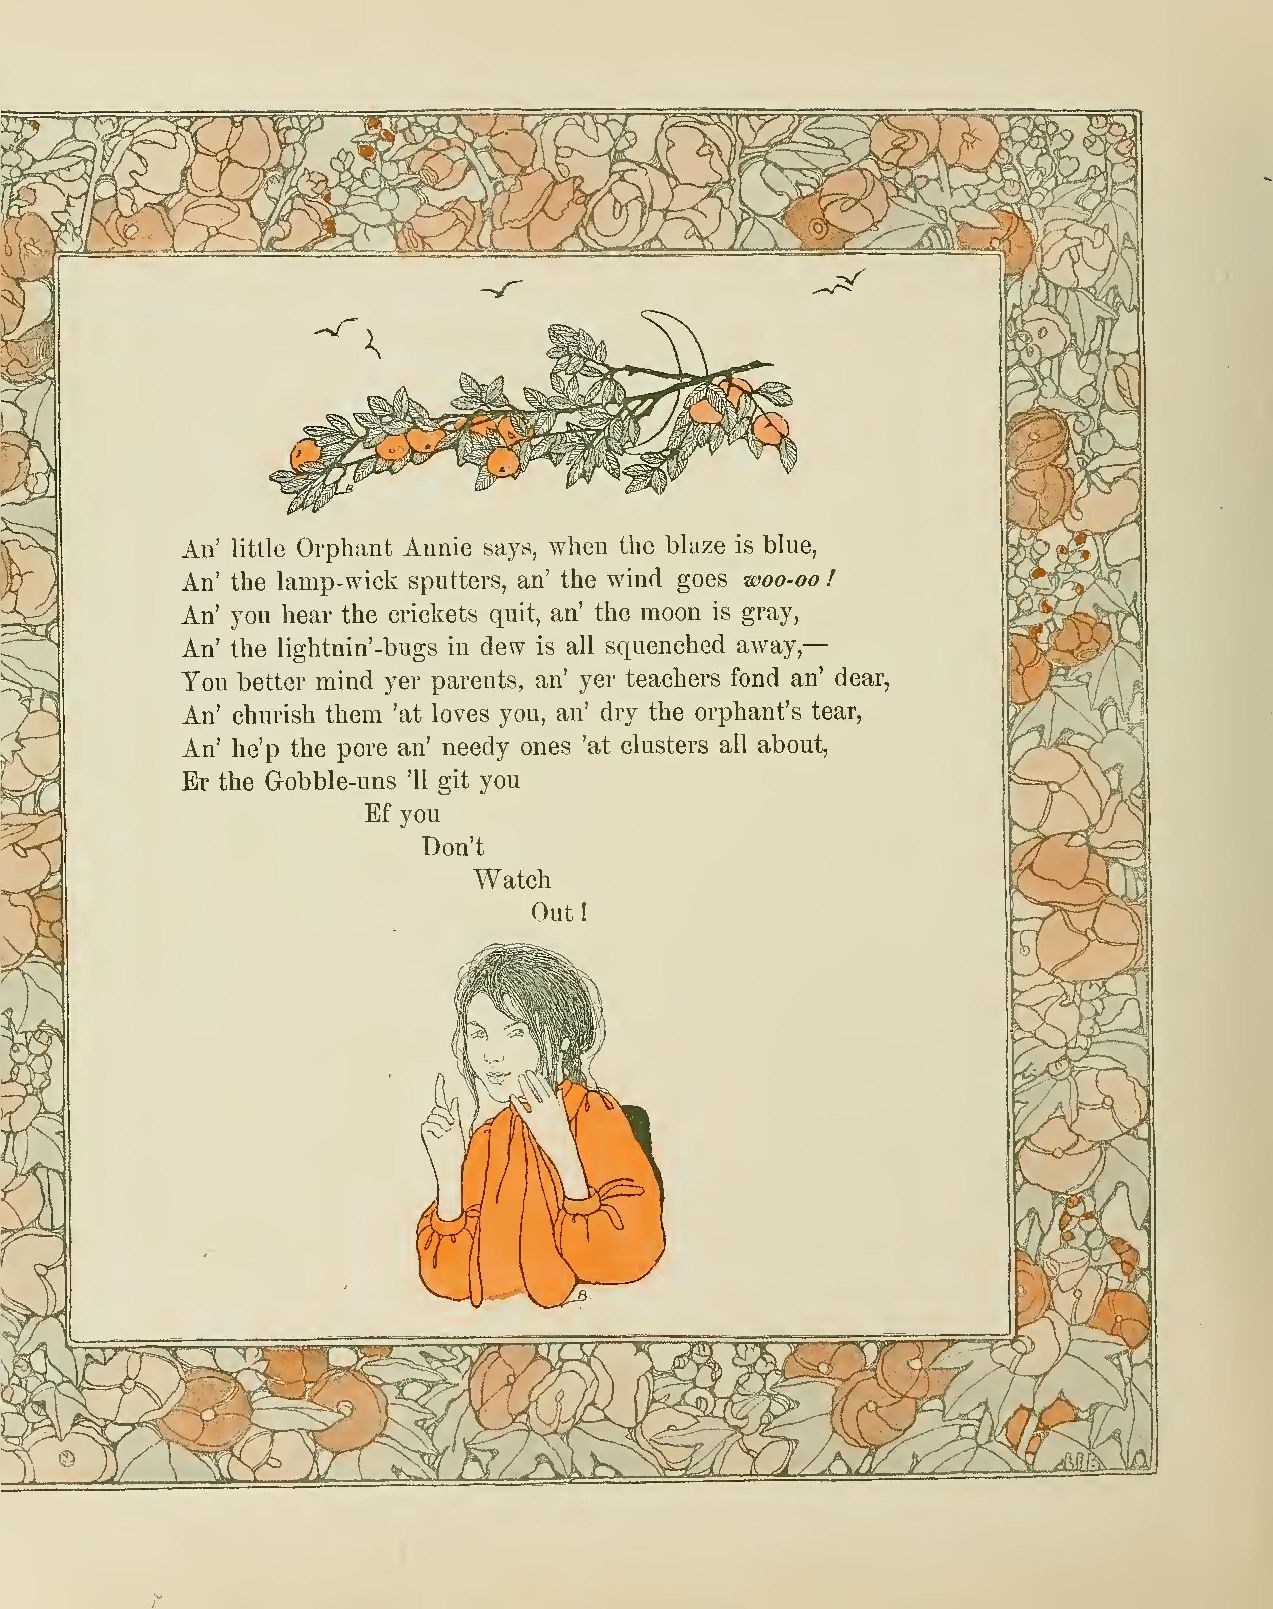 An' little Orphant Annie says, when the blaze is blue,
An' the lamp-wick sputters, an' the wind goes woo-oo!
An' you hear the crickets quit, an' the moon is gray,
An' the lightnin'-bugs in dew is all squenched away,—
You better mind yer parents, an' yer teachers fond an' dear,
An' churish them 'at loves you, an' dry the orphant's tear,
An' he'p the pore an' needy ones 'at clusters all about,
Er the Gobble-uns 'll git you
Ef you
Don't
Watch
Out!
B